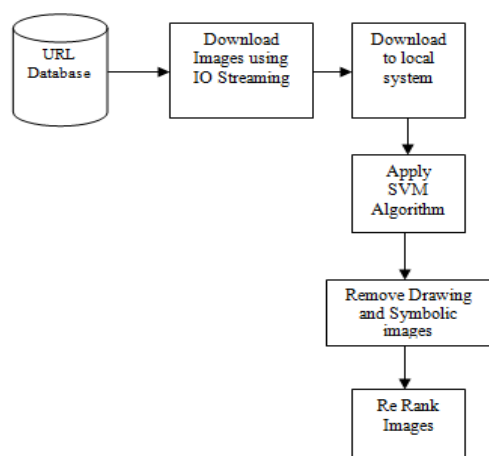 URL
Database
Download
Images using
IO Streaming
Download
to local
system
Apply
SVM
Algorithm
Remove Drawing
and Symbolic
images
Re Rank
Images